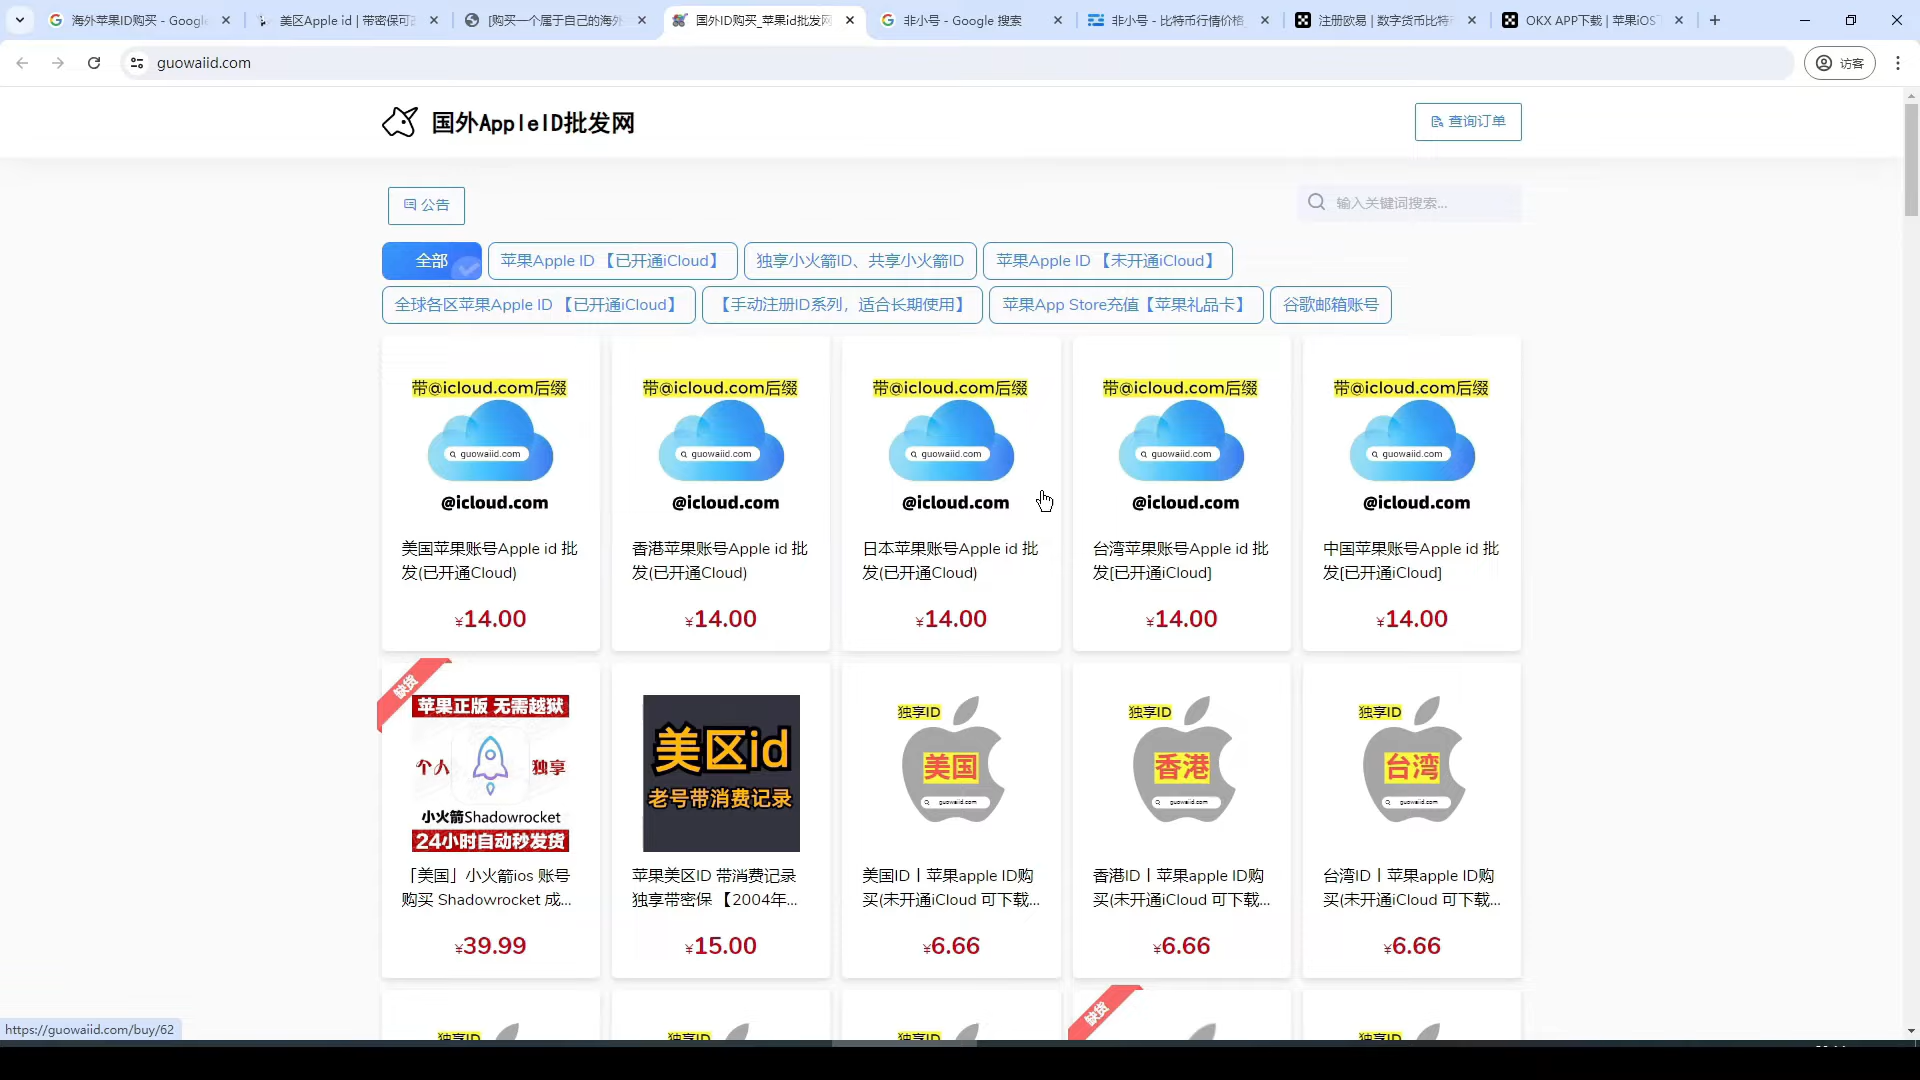 海外苹果ID购买 - Google
美区Apple id | 带密保可
[购买一个属于自己的海外
国外ID购买_苹果id批发网
非小号 - Google 搜索
非小号 - 比特币行情价格
注册欧易 | 数字货币比特
OKX APP下载 | 苹果iOS
guowaiid.com
访客
国外AppleID批发网
查询订单
公告
输入关键词搜索...
全部
苹果Apple ID 【已开通iCloud】
独享小火箭ID、共享小火箭ID
苹果Apple ID 【未开通iCloud】
全球各区苹果Apple ID 【已开通iCloud】
【手动注册ID系列，适合长期使用】
苹果App Store充值【苹果礼品卡】
谷歌邮箱账号
带@icloud.com后缀
guowaiid.com
@icloud.com
美国苹果账号Apple id 批
发(已开通Cloud)
¥14.00
带@icloud.com后缀
guowaiid.com
@icloud.com
香港苹果账号Apple id 批
发(已开通Cloud)
¥14.00
带@icloud.com后缀
guowaiid.com
@icloud.com
日本苹果账号Apple id 批
发(已开通Cloud)
¥14.00
带@icloud.com后缀
guowaiid.com
@icloud.com
台湾苹果账号Apple id 批
发[已开通iCloud]
¥14.00
带@icloud.com后缀
guowaiid.com
@icloud.com
中国苹果账号Apple id 批
发[已开通iCloud]
¥14.00
缺货
苹果正版 无需越狱
个人 独享
小火箭Shadowrocket
24小时自动秒发货
「美国」小火箭ios 账号
购买 Shadowrocket 成...
¥39.99
美区id
老号带消费记录
苹果美区ID 带消费记录
独享带密保 【2004年...
¥15.00
独享ID
美国
guowaiid.com
美国ID丨苹果apple ID购
买(未开通iCloud 可下载...
¥6.66
独享ID
香港
guowaiid.com
香港ID丨苹果apple ID购
买(未开通iCloud 可下载...
¥6.66
独享ID
台湾
guowaiid.com
台湾ID丨苹果apple ID购
买(未开通iCloud 可下载...
¥6.66
独享ID
独享ID
独享ID
缺货
独享ID
https://guowaiid.com/buy/62